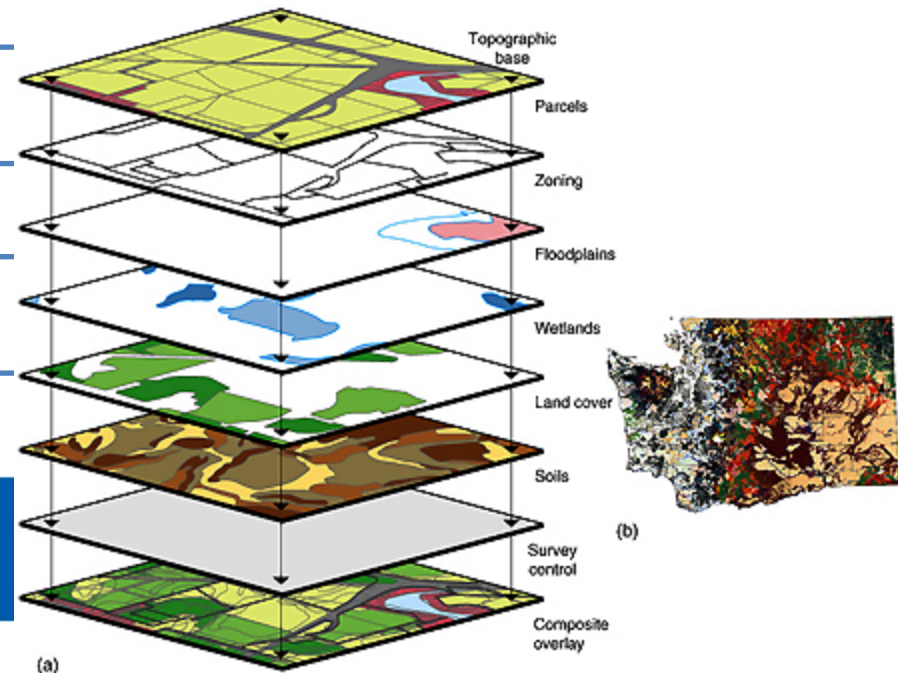 Topographic
base
Parcels
Zoning
Floodplains
Wetlands
Land cover
Soils
Survey
control
Composite
overlay
(a)
(b)